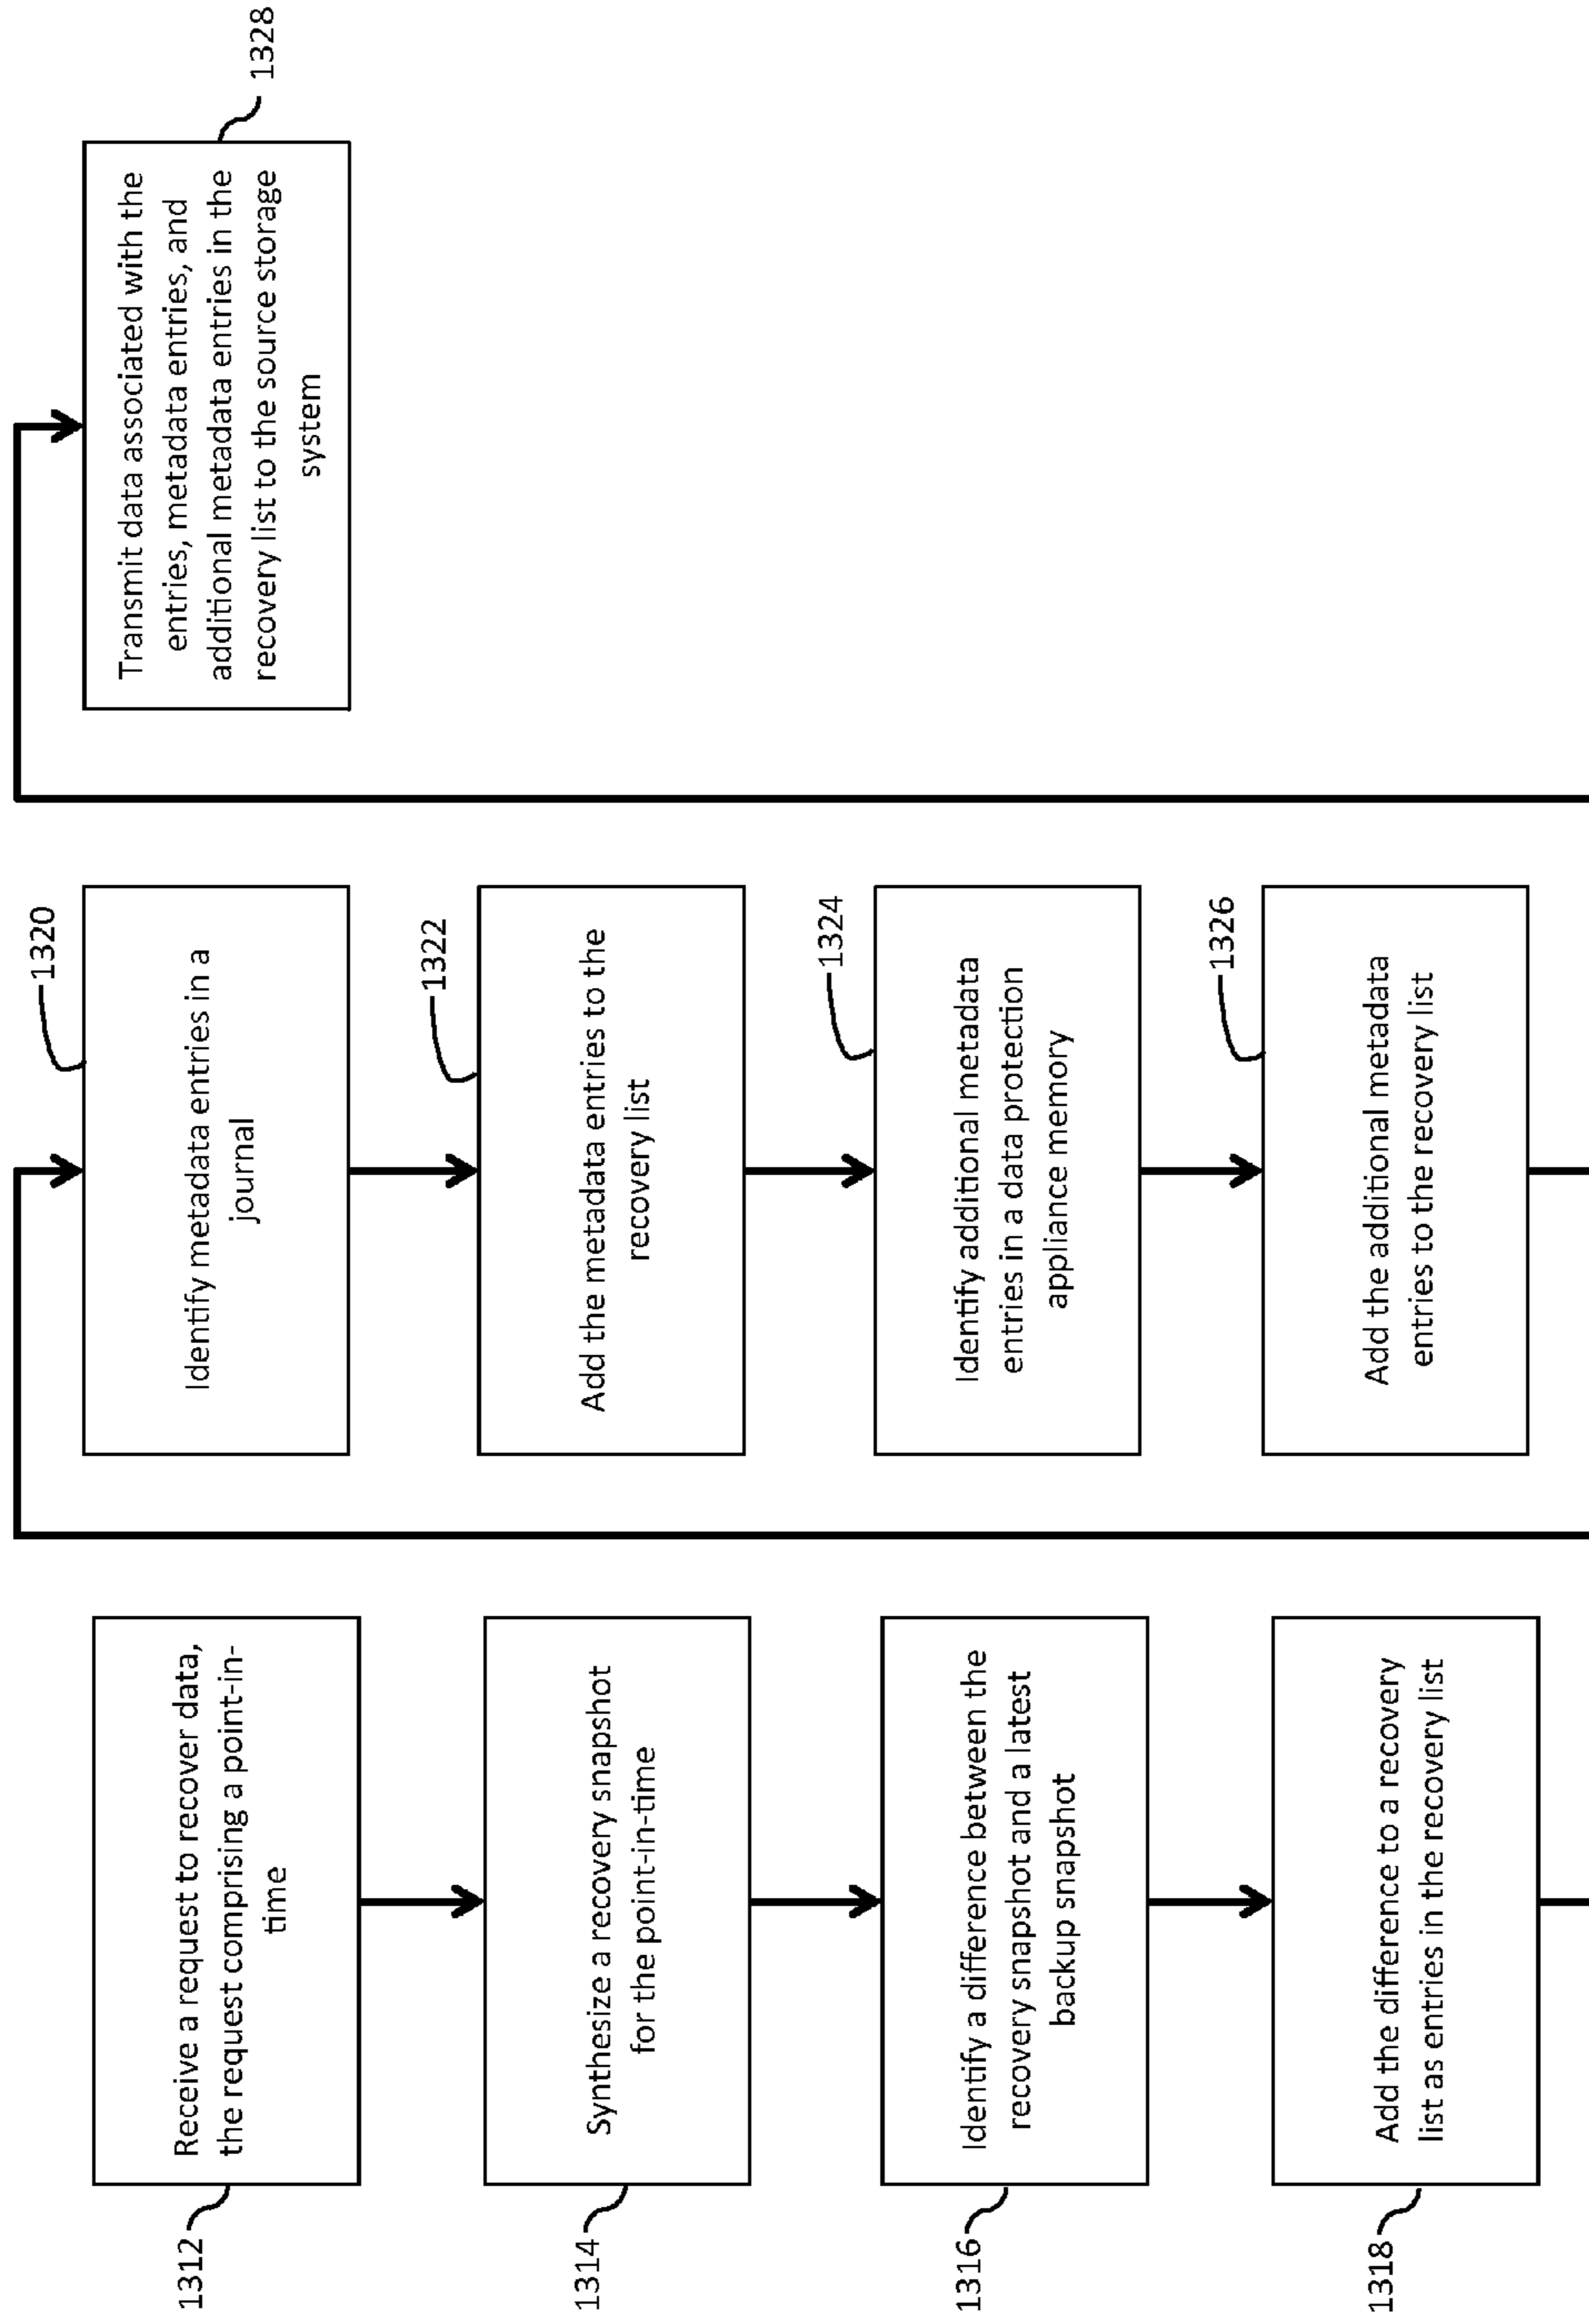 1312
Receive a request to recover data,
the request comprising a point-in-
time
1314
Synthesize a recovery snapshot
for the point-in-time
1316
Identify a difference between the
recovery snapshot and a latest
backup snapshot
1318
Add the difference to a recovery
list as entries in the recovery list
1320
Identify metadata entries in a
journal
1322
Add the metadata entries to the
recovery list
1324
Identify additional metadata
entries in a data protection
appliance memory
1326
Add the additional metadata
entries to the recovery list
1328
Transmit data associated with the
entries, metadata entries, and
additional metadata entries in the
recovery list to the source storage
system